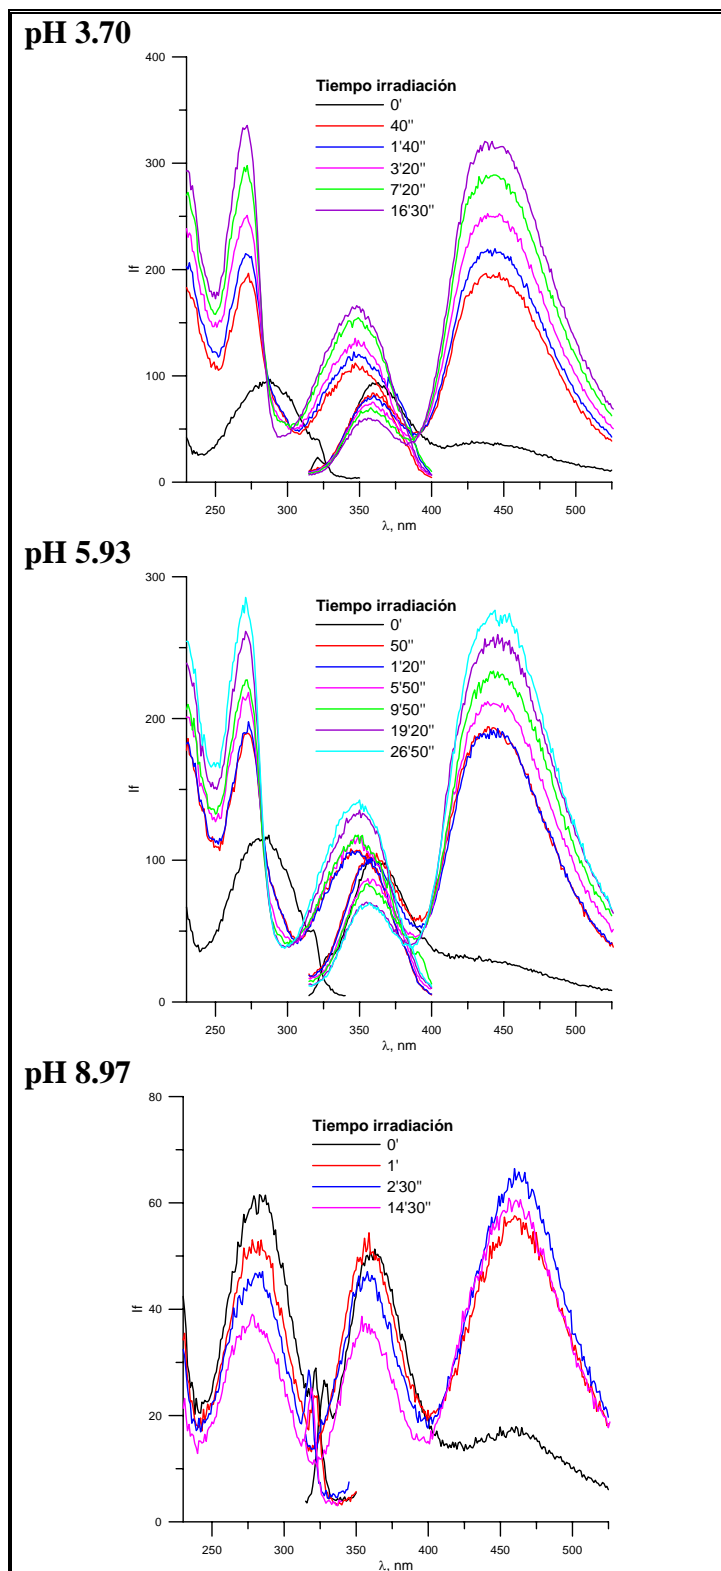 pH 3.70
400
300
200
100
0
If
Tiempo irradiación
0'
40"
1'40"
3'20"
7'20"
16'30"
250 300 350 400 450 500
λ, nm
pH 5.93
300
200
100
0
If
Tiempo irradiación
0'
50"
1'20"
5'50"
9'50"
19'20"
26'50"
250 300 350 400 450 500
λ, nm
pH 8.97
80
60
40
20
0
If
Tiempo irradiación
0'
1'
2'30"
14'30"
250 300 350 400 450 500
λ, nm